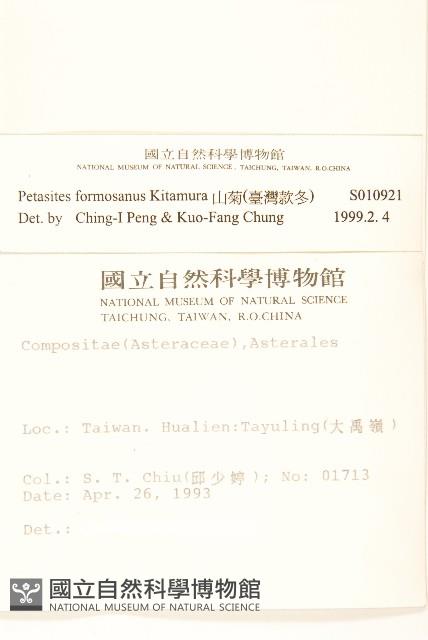 國立自然科學博物館
NATIONAL MUSEUM OF NATURAL SCIENCE, TAICHUNG, TAIWAN, R.O.CHINA
Petasites formosanus Kitamura 山菊(臺灣款冬) S010921
Det. by Ching-I Peng & Kuo-Fang Chung 1999.2.4
國立自然科學博物館
NATIONAL MUSEUM OF NATURAL SCIENCE
TAICHUNG, TAIWAN, R.O.CHINA
Compositae(Asteraceae),Asterales
Loc.: Taiwan. Hualien:Tayuling(大禹嶺)
Col.: S. T. Chiu(邱少婷); No: 01713
Date: Apr. 26, 1993
Det.:
國立自然科學博物館
NATIONAL MUSEUM OF NATURAL SCIENCE